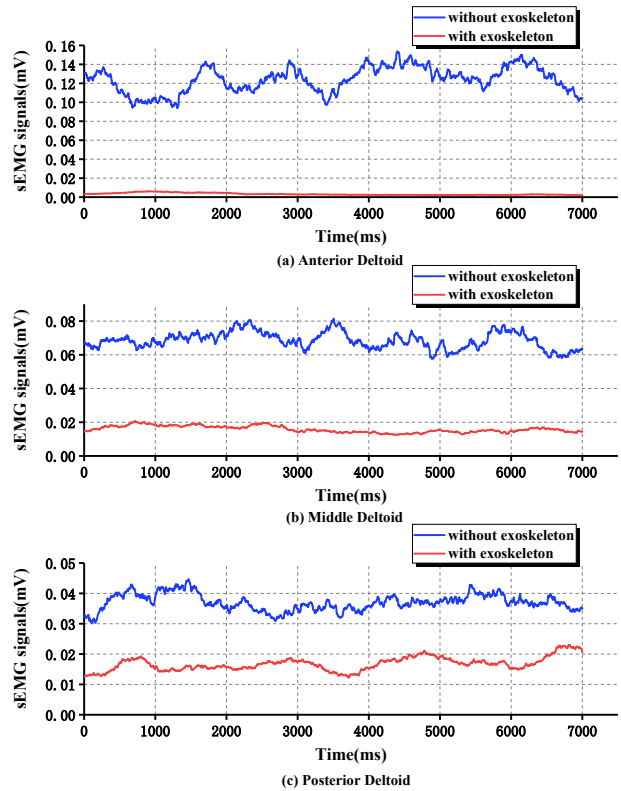 without exoskeleton
with exoskeleton
0.16
0.14
0.12
0.10
0.08
0.06
0.04
0.02
0.00
sEMG signals(mV)
0 1000 2000 3000 4000 5000 6000 7000
Time(ms)
(a) Anterior Deltoid
without exoskeleton
with exoskeleton
0.08
0.06
0.04
0.02
0.00
sEMG signals(mV)
0 1000 2000 3000 4000 5000 6000 7000
Time(ms)
(b) Middle Deltoid
without exoskeleton
with exoskeleton
0.05
0.04
0.03
0.02
0.01
0.00
sEMG signals(mV)
0 1000 2000 3000 4000 5000 6000 7000
Time(ms)
(c) Posterior Deltoid